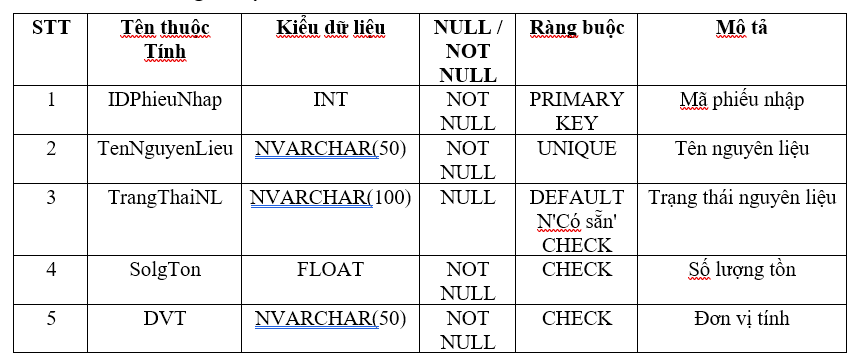 STT Tên thuộc Tính Kiểu dữ liệu NULL / NOT NULL Ràng buộc Mô tả
1 IDPhieuNhap INT NOT NULL PRIMARY KEY Mã phiếu nhập
2 TenNguyenLieu NVARCHAR(50) NOT NULL UNIQUE Tên nguyên liệu
3 TrangThaiNL NVARCHAR(100) NULL DEFAULT N'Có sẵn' CHECK Trạng thái nguyên liệu
4 SolgTon FLOAT NOT NULL CHECK Số lượng tồn
5 DVT NVARCHAR(50) NOT NULL CHECK Đơn vị tính